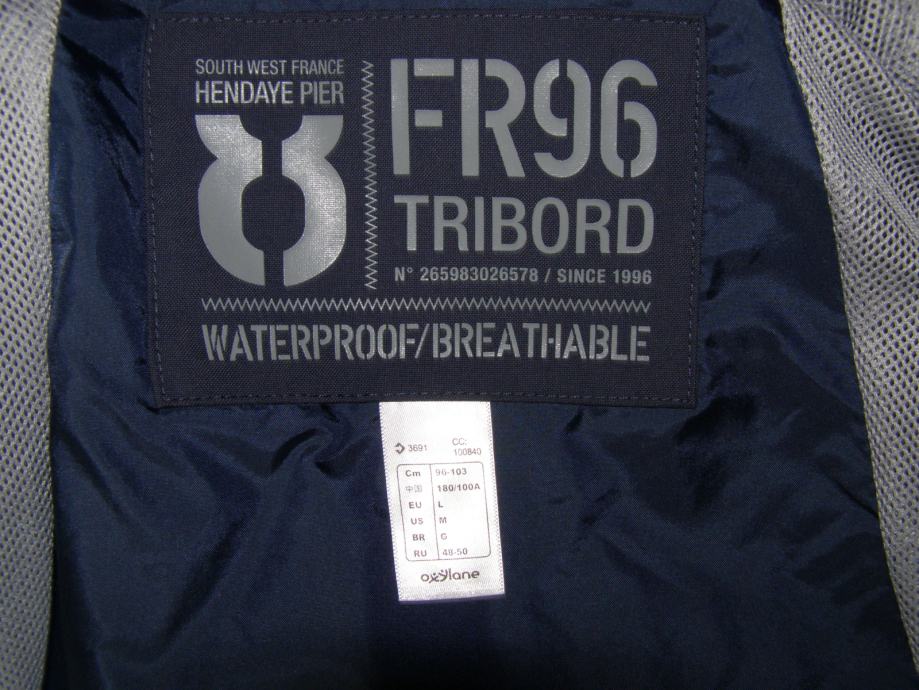 SOUTH WEST FRANCE
HENDAYE PIER
FR96
TRIBORD
N° 265983026578 / SINCE 1996
WATERPROOF/BREATHABLE
3691 CC: 100840
Cm 96-103
中国 180/100A
EU L
US M
BR G
RU 48-50
oxylane